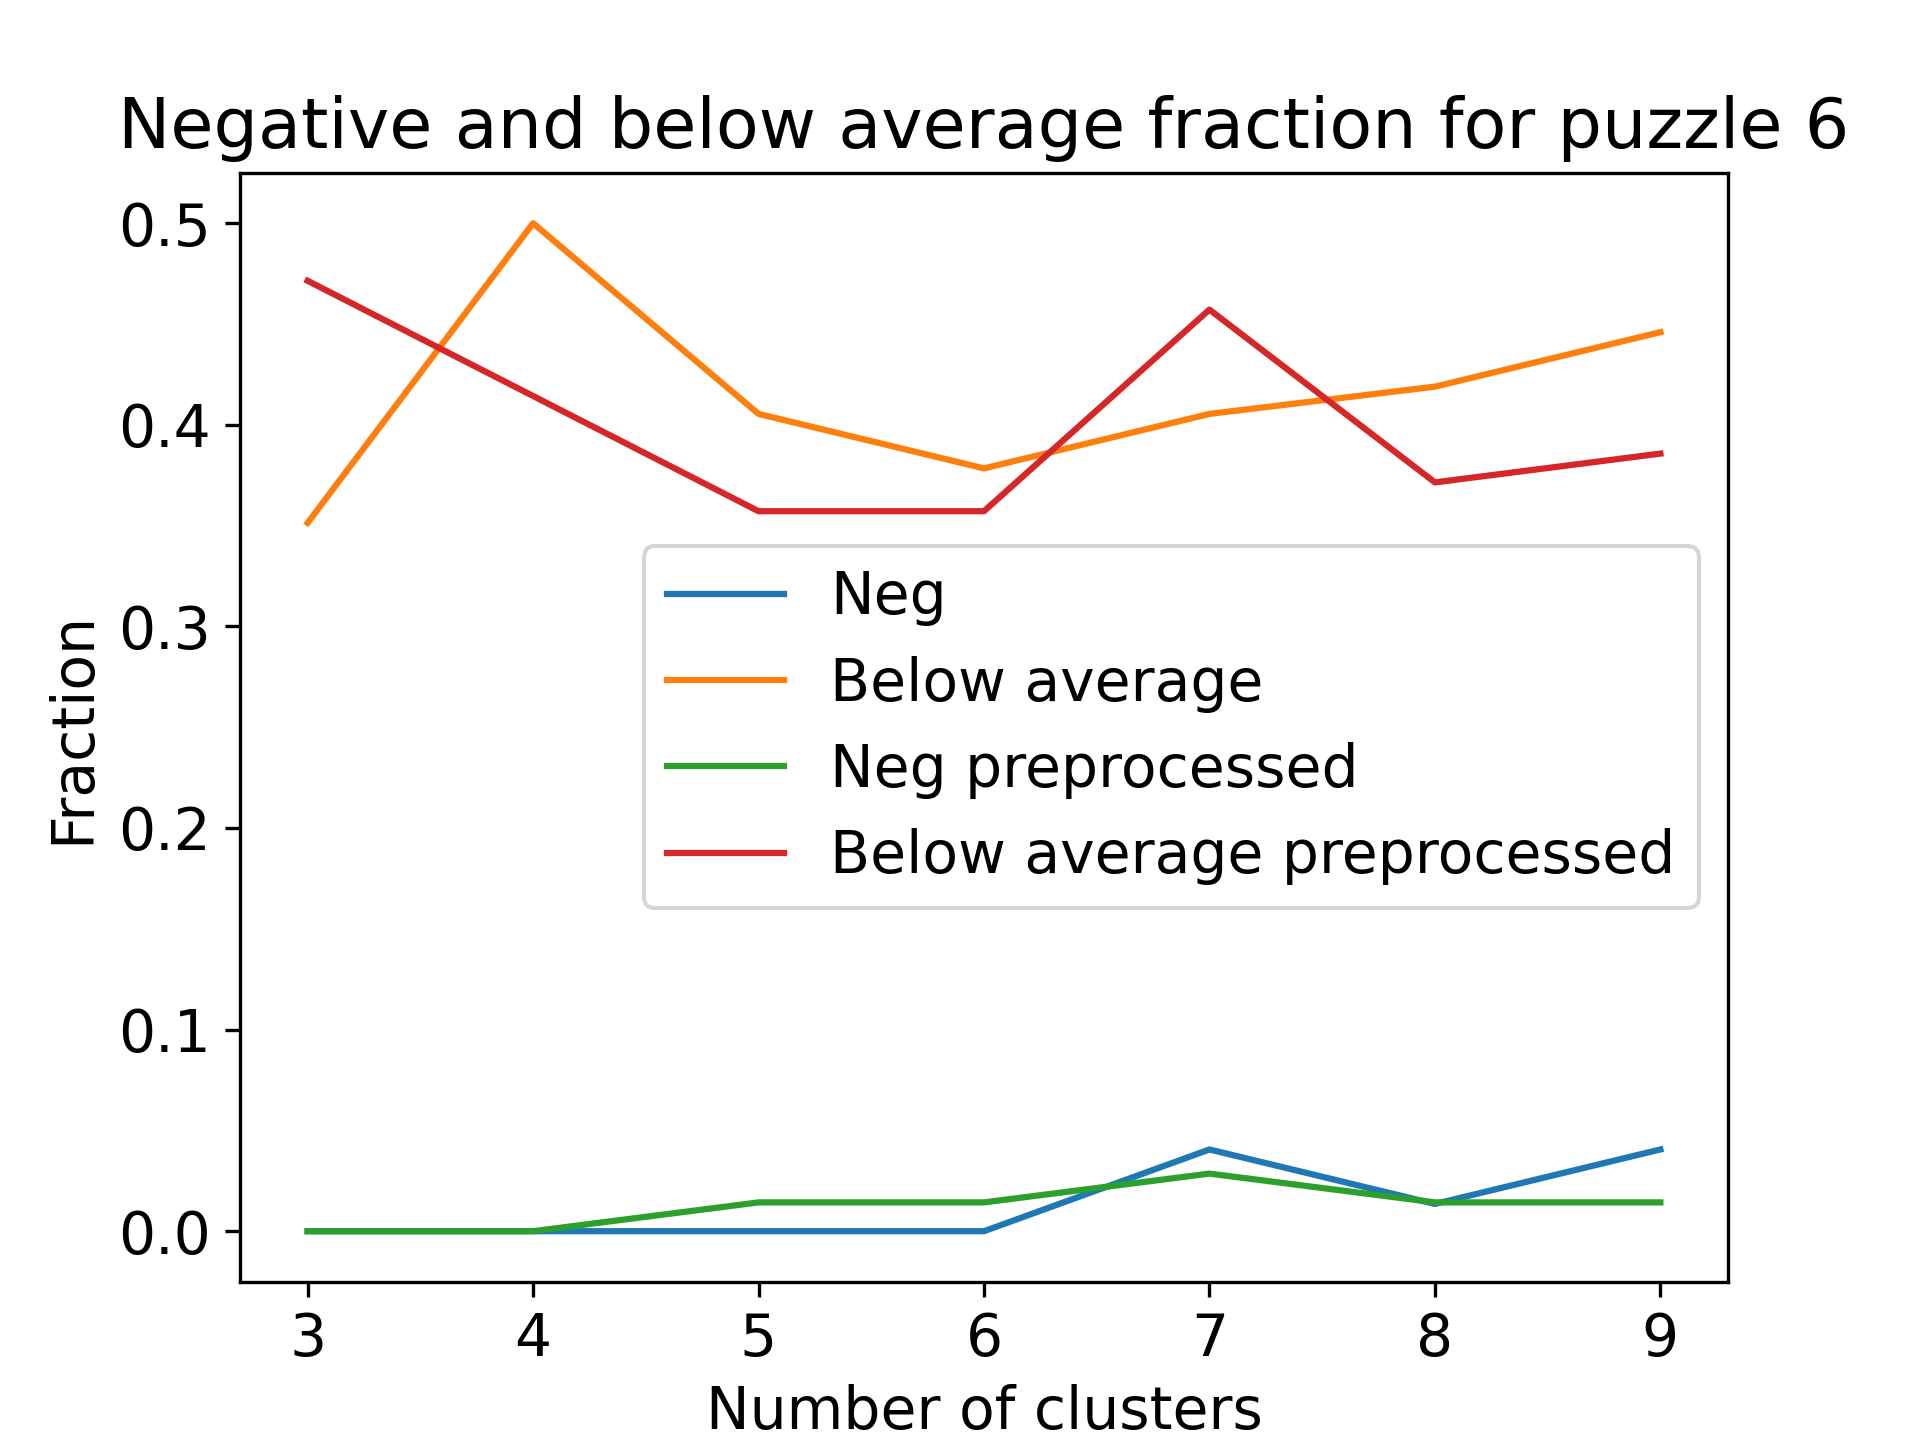 Negative and below average fraction for puzzle 6
0.5
0.4
0.3
0.2
0.1
0.0
Fraction
Neg
Below average
Neg preprocessed
Below average preprocessed
3 4 5 6 7 8 9
Number of clusters